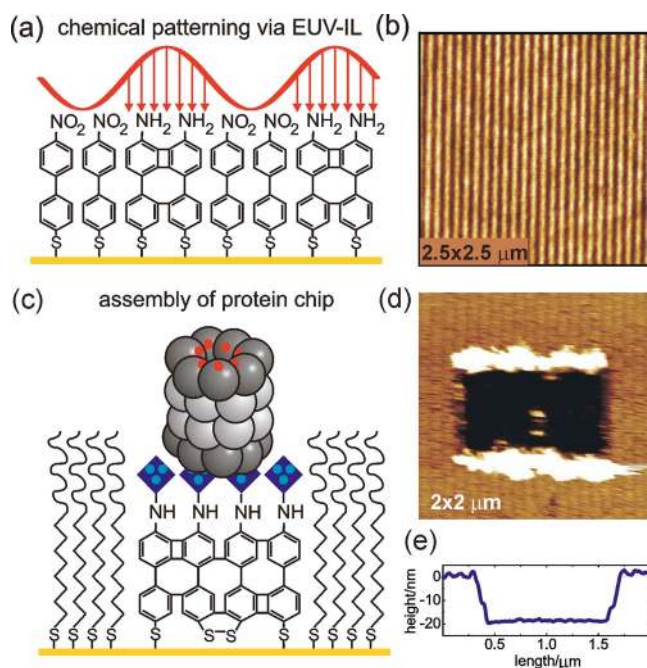 (a) chemical patterning via EUV-IL
NO2 NO2 NH2 NH2 NO2 NO2 NH2 NH2
S S S S S S S S
(b)
2.5x2.5 μm
(c) assembly of protein chip
NH NH NH NH
S S S S S S-S S S S S S
(d)
2x2 μm
(e)
height/nm
0
-10
-20
0.5 1.0 1.5
length/μm